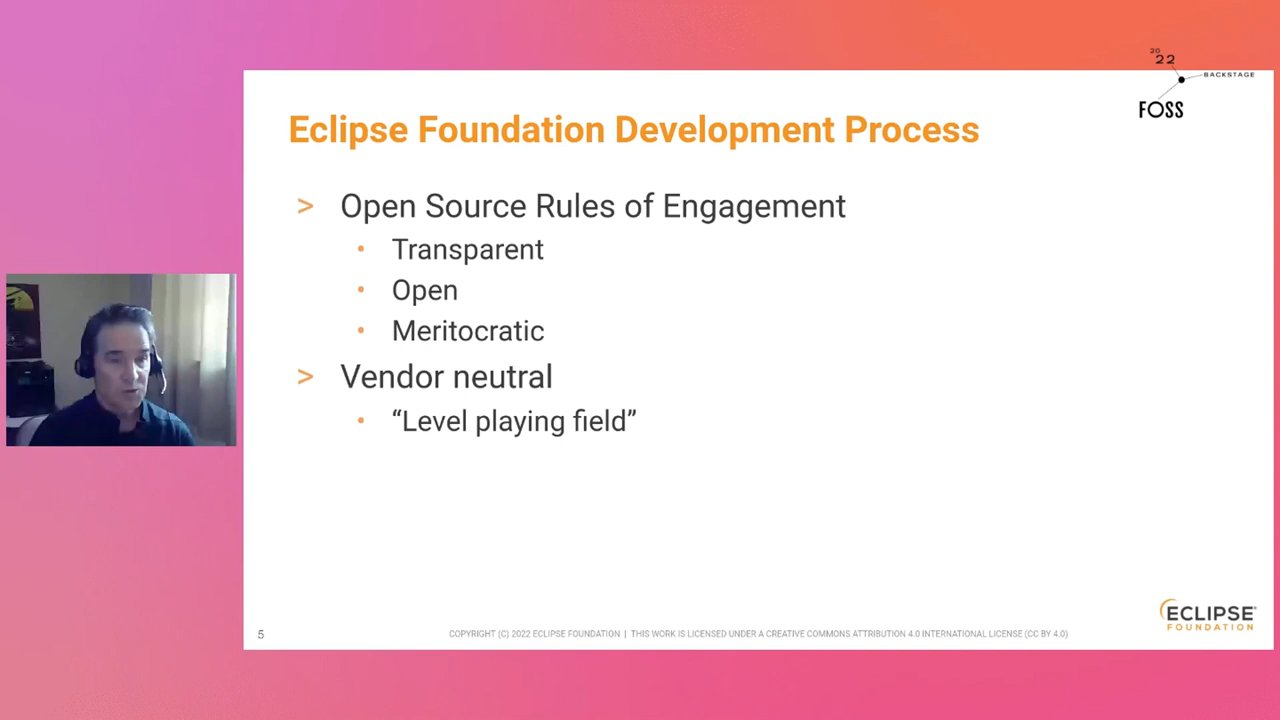 20
22
BACKSTAGE
FOSS
Eclipse Foundation Development Process
> Open Source Rules of Engagement
• Transparent
• Open
• Meritocratic
> Vendor neutral
• “Level playing field”
5
COPYRIGHT (C) 2022 ECLIPSE FOUNDATION | THIS WORK IS LICENSED UNDER A CREATIVE COMMONS ATTRIBUTION 4.0 INTERNATIONAL LICENSE (CC BY 4.0)
ECLIPSE
FOUNDATION